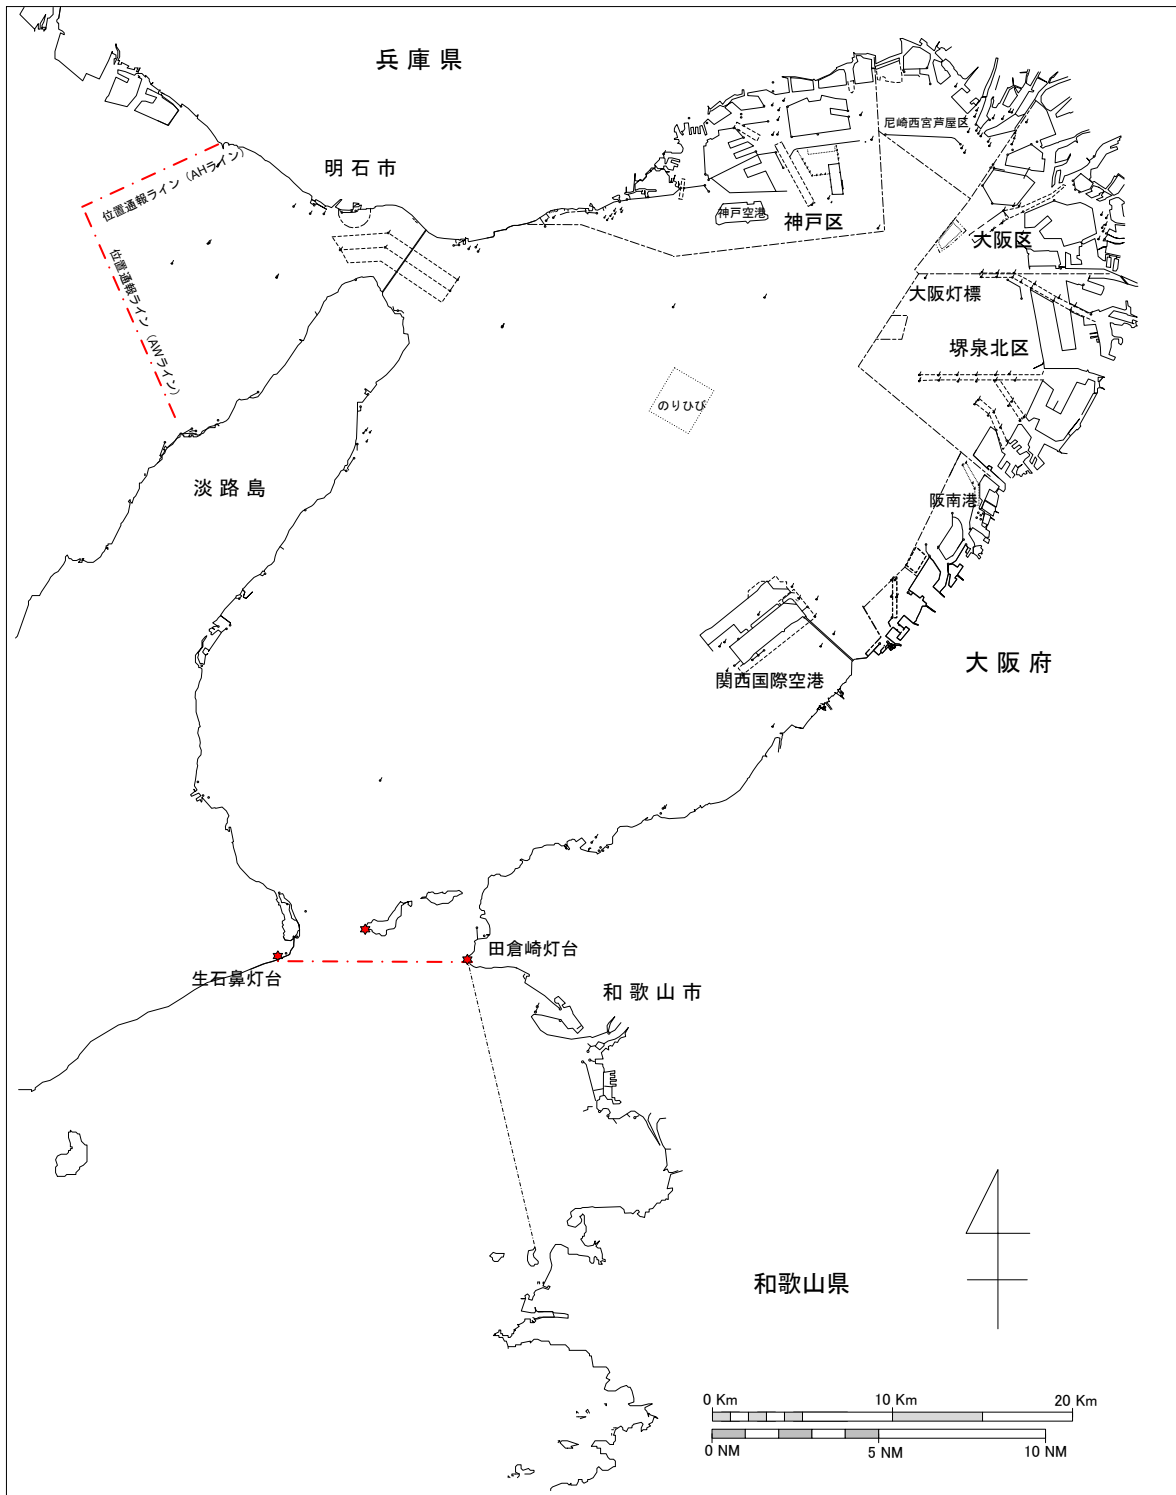 兵庫県
尼崎西宮芦屋区
明石市
位置通報ライン（AHライン）
神戸空港
神戸区
大阪区
位置通報ライン（AWライン）
大阪灯標
堺泉北区
のりひび
淡路島
阪南港
大阪府
関西国際空港
田倉崎灯台
生石鼻灯台
和歌山市
和歌山県
0 Km 10 Km 20 Km
0 NM 5 NM 10 NM